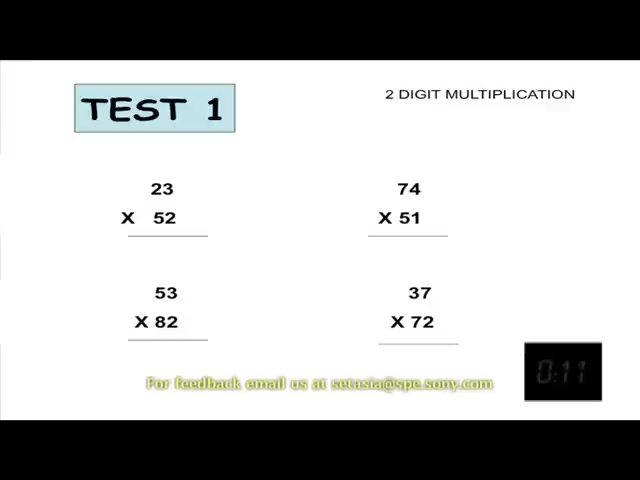 TEST 1
2 DIGIT MULTIPLICATION
23
X 52
74
X 51
53
X 82
37
X 72
0:11
For feedback email us at setasia@spe.sony.com